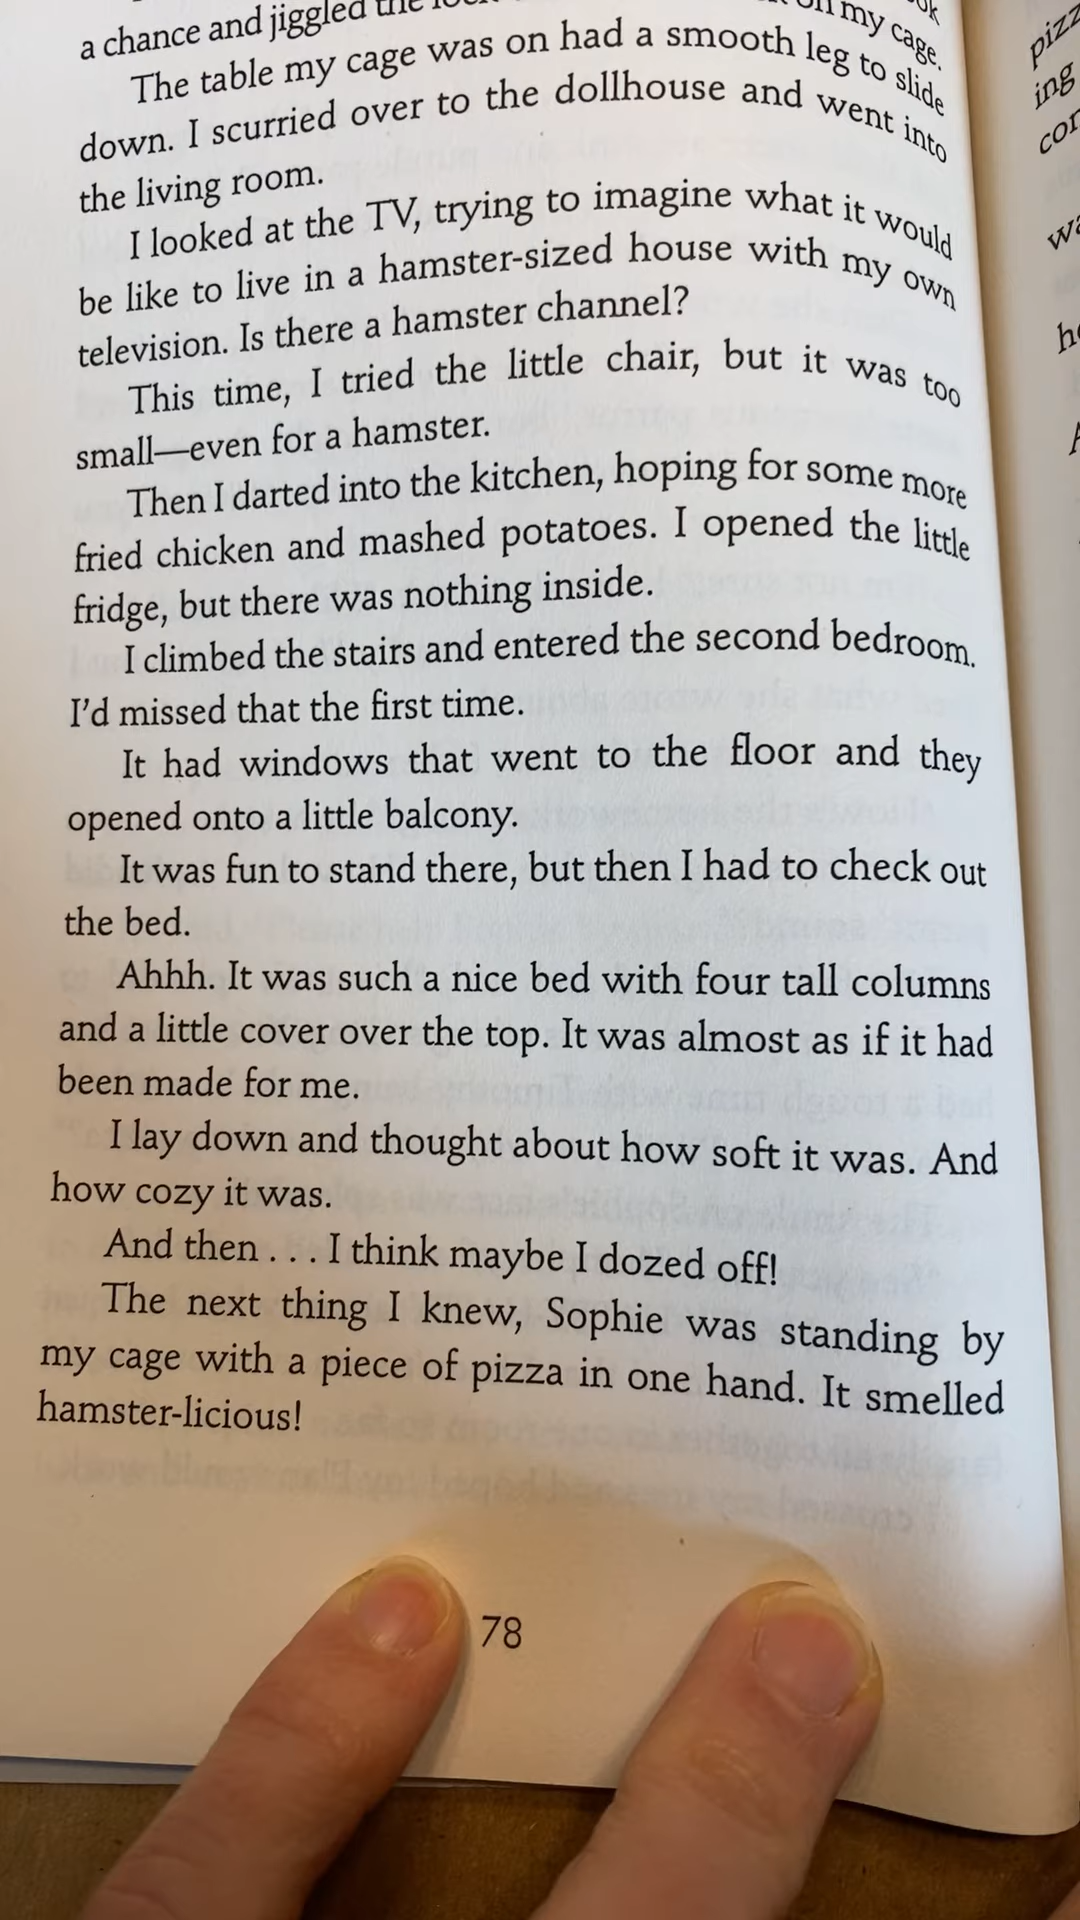 a chance and jiggled the on my cage.
The table my cage was on had a smooth leg to slide
down. I scurried over to the dollhouse and went into
the living room.
I looked at the TV, trying to imagine what it would
be like to live in a hamster-sized house with my own
television. Is there a hamster channel?
This time, I tried the little chair, but it was too
small—even for a hamster.
Then I darted into the kitchen, hoping for some more
fried chicken and mashed potatoes. I opened the little
fridge, but there was nothing inside.
I climbed the stairs and entered the second bedroom.
I'd missed that the first time.
It had windows that went to the floor and they
opened onto a little balcony.
It was fun to stand there, but then I had to check out
the bed.
Ahhh. It was such a nice bed with four tall columns
and a little cover over the top. It was almost as if it had
been made for me.
I lay down and thought about how soft it was. And
how cozy it was.
And then . . . I think maybe I dozed off!
The next thing I knew, Sophie was standing by
my cage with a piece of pizza in one hand. It smelled
hamster-licious!
78